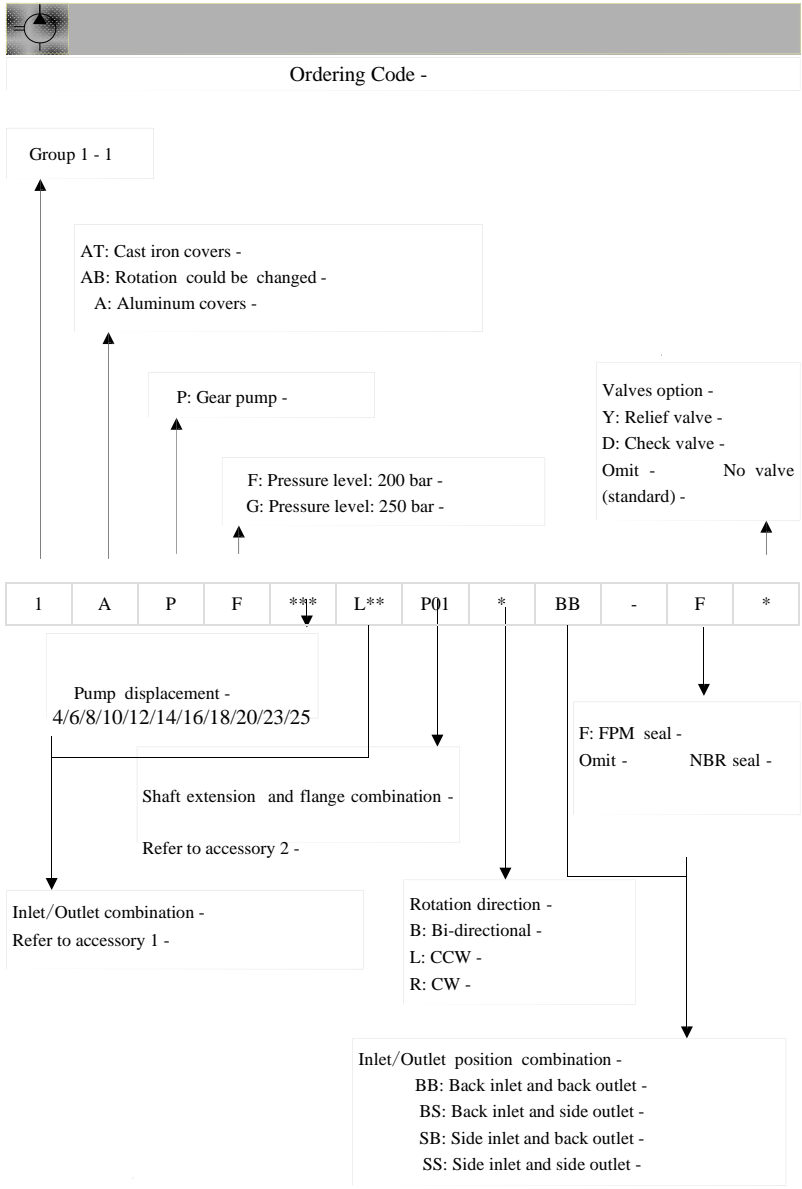 Ordering Code -
Group 1 - 1
AT: Cast iron covers -
AB: Rotation could be changed -
A: Aluminum covers -
P: Gear pump -
F: Pressure level: 200 bar -
G: Pressure level: 250 bar -
Valves option -
Y: Relief valve -
D: Check valve -
Omit - No valve
(standard) -
1 A P F *** L** P01 * BB - F *
Pump displacement -
4/6/8/10/12/14/16/18/20/23/25
F: FPM seal -
Omit - NBR seal -
Shaft extension and flange combination -
Refer to accessory 2 -
Inlet/Outlet combination -
Refer to accessory 1 -
Rotation direction -
B: Bi-directional -
L: CCW -
R: CW -
Inlet/Outlet position combination -
BB: Back inlet and back outlet -
BS: Back inlet and side outlet -
SB: Side inlet and back outlet -
SS: Side inlet and side outlet -